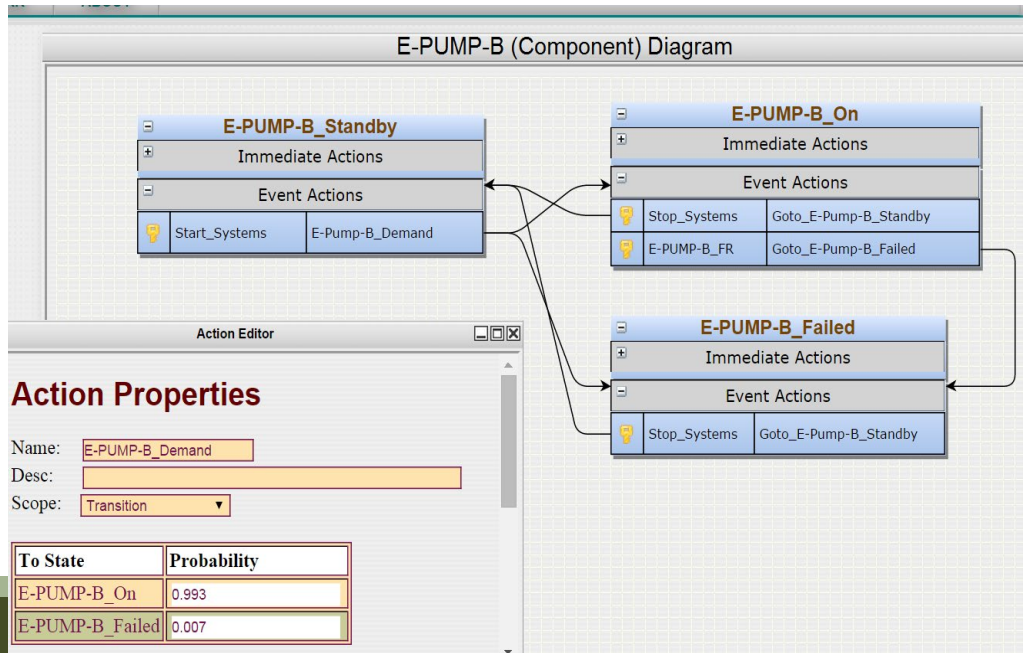 E-PUMP-B (Component) Diagram
E-PUMP-B_Standby
Immediate Actions
Event Actions
Start_Systems E-Pump-B_Demand
E-PUMP-B_On
Immediate Actions
Event Actions
Stop_Systems Goto_E-Pump-B_Standby
E-PUMP-B_FR Goto_E-Pump-B_Failed
E-PUMP-B_Failed
Immediate Actions
Event Actions
Stop_Systems Goto_E-Pump-B_Standby
Action Editor
Action Properties
Name: E-PUMP-B_Demand
Desc:
Scope: Transition
To State Probability
E-PUMP-B_On 0.993
E-PUMP-B_Failed 0.007